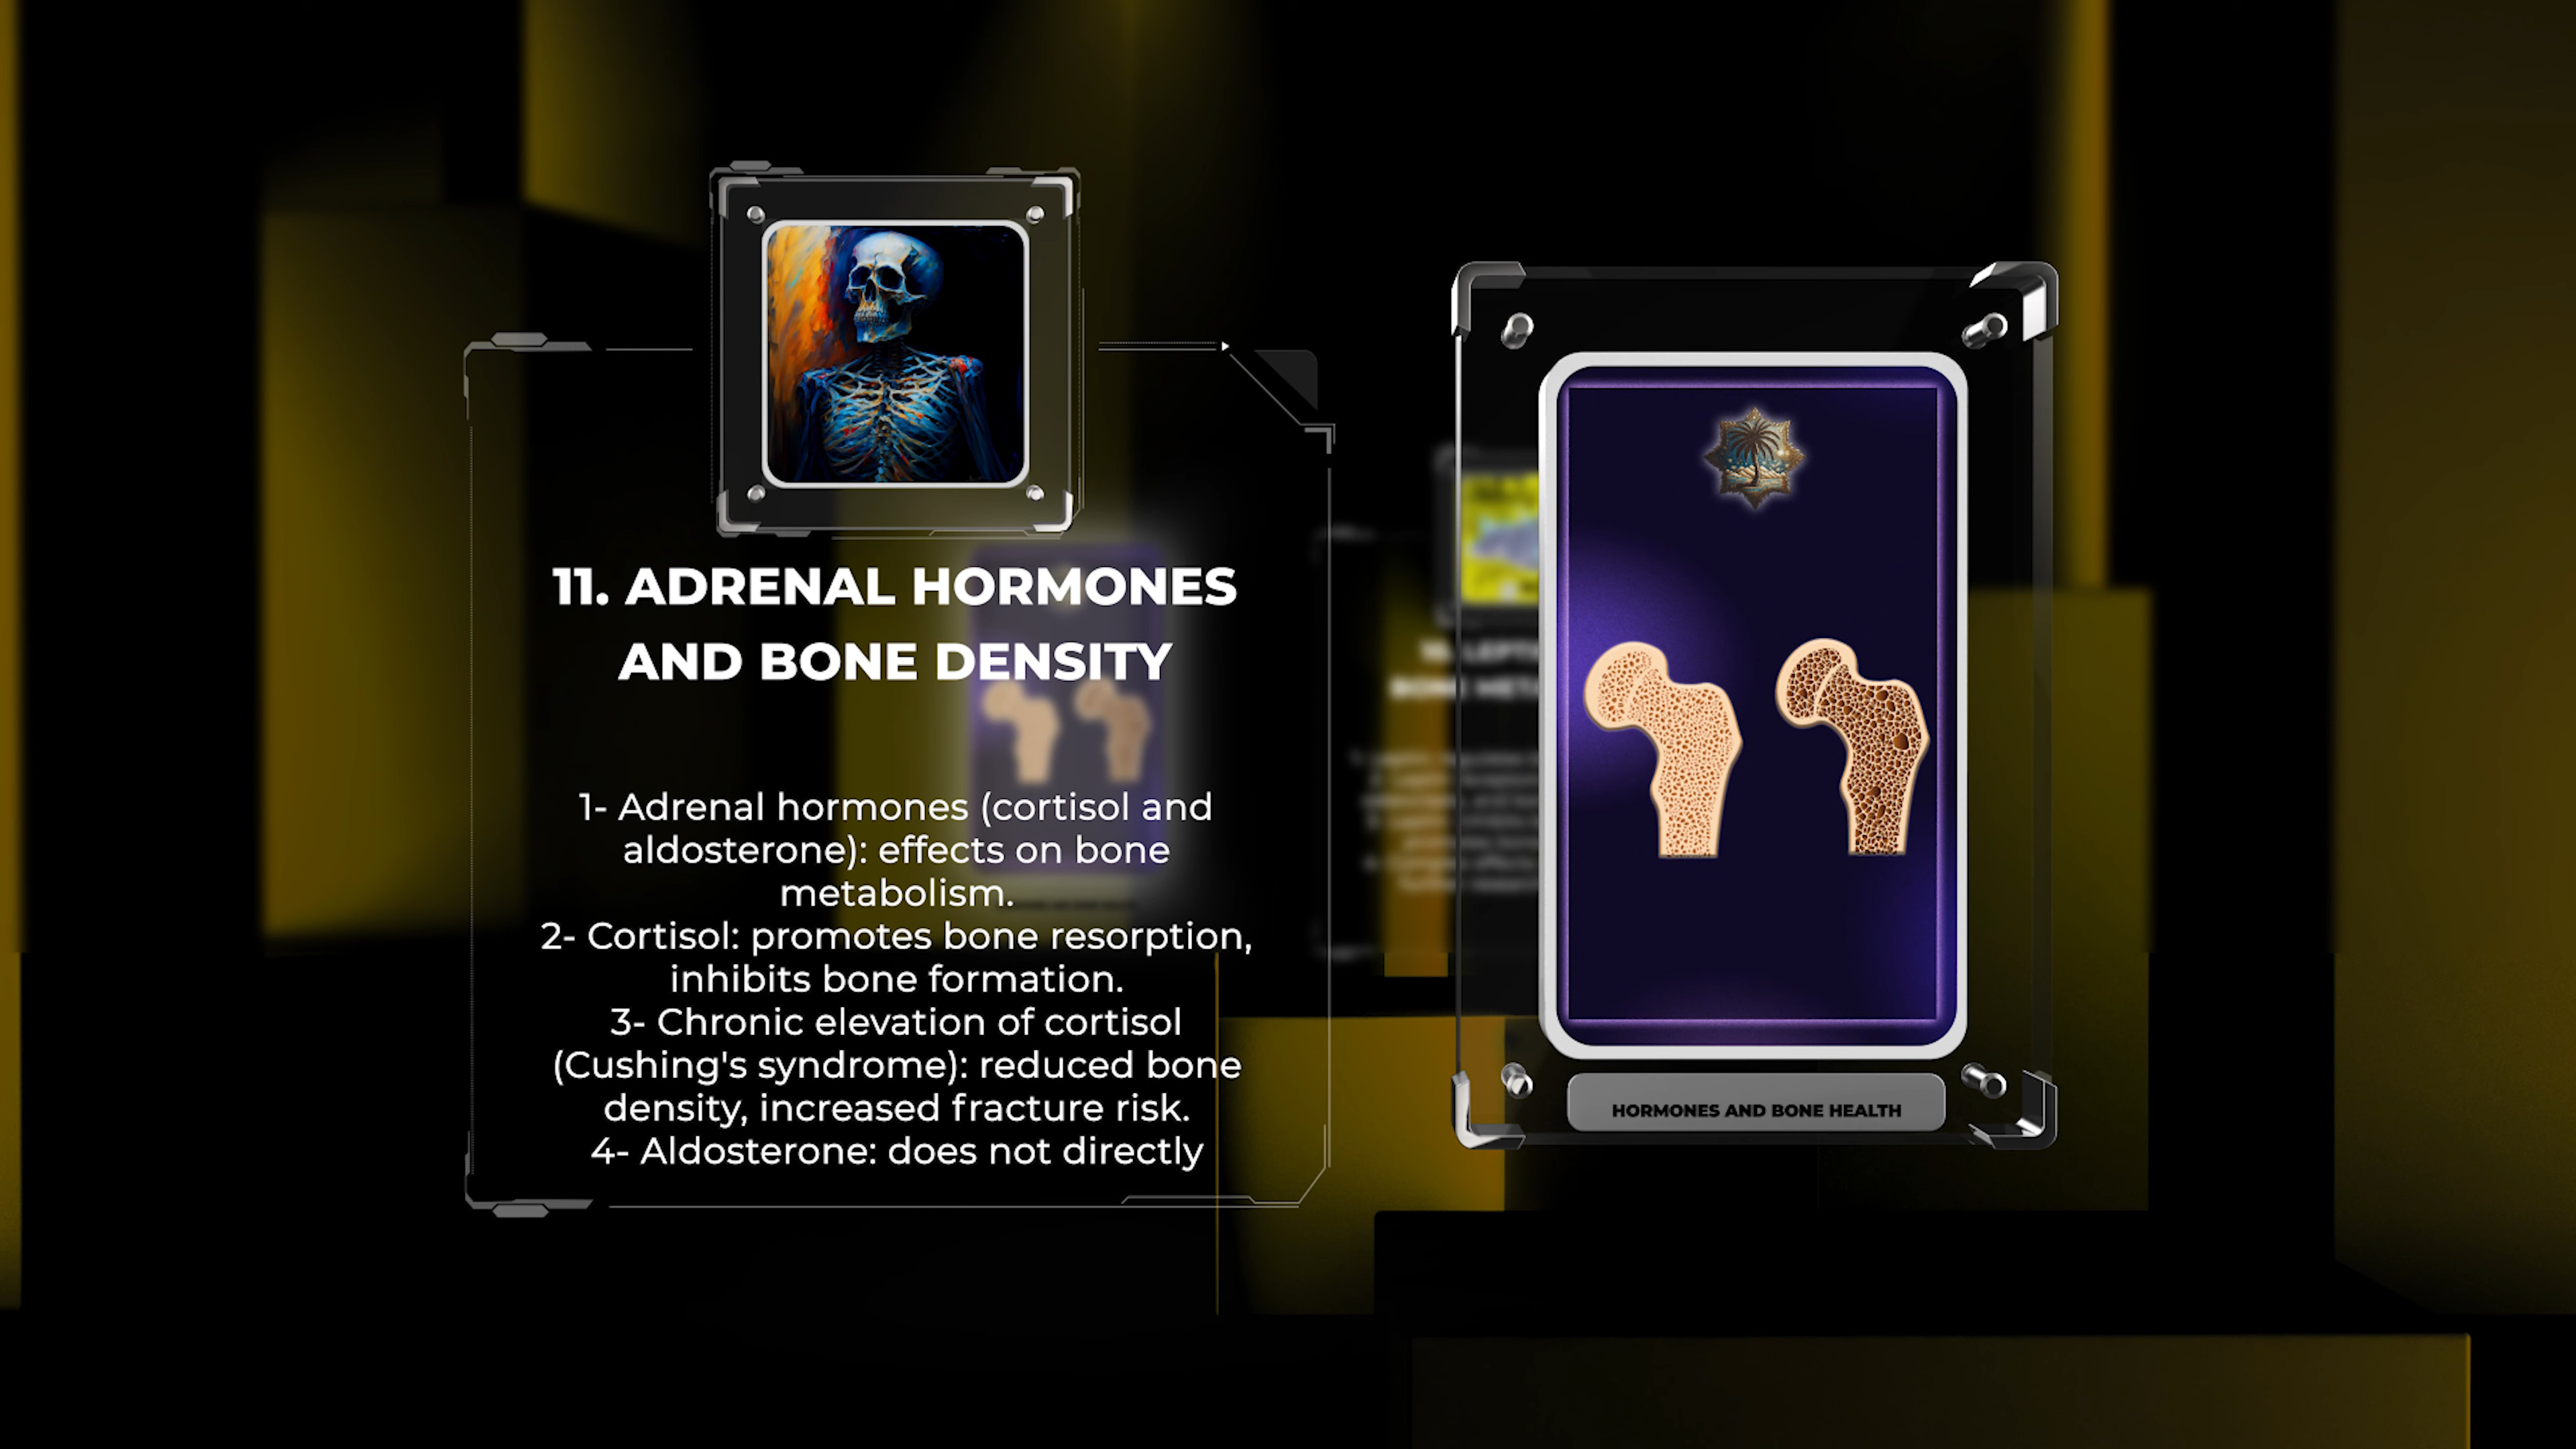 11. ADRENAL HORMONES
AND BONE DENSITY
1- Adrenal hormones (cortisol and
aldosterone): effects on bone
metabolism.
2- Cortisol: promotes bone resorption,
inhibits bone formation.
3- Chronic elevation of cortisol
(Cushing's syndrome): reduced bone
density, increased fracture risk.
4- Aldosterone: does not directly
HORMONES AND BONE HEALTH